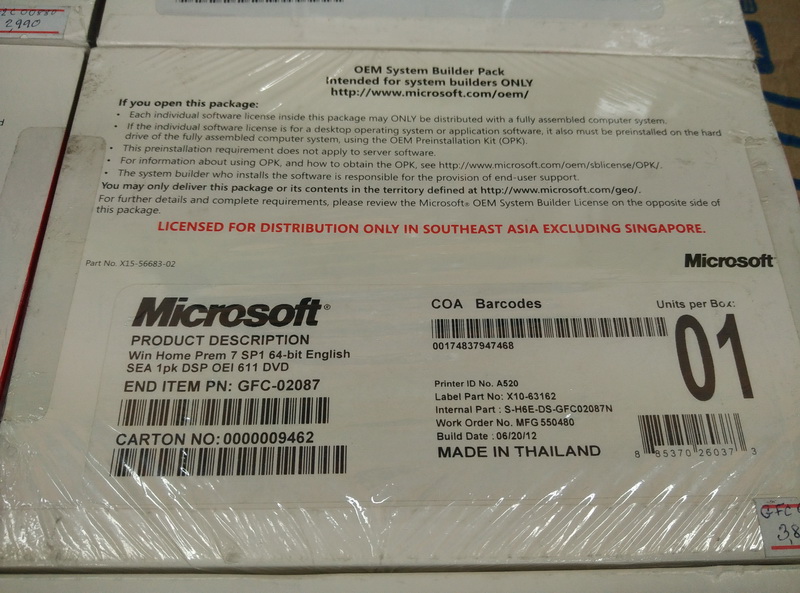 2,990
OEM System Builder Pack
Intended for system builders ONLY
http://www.microsoft.com/oem/
If you open this package:
• Each individual software license inside this package may ONLY be distributed with a fully assembled computer system.
• If the individual software license is for a desktop operating system or application software, it also must be preinstalled on the hard
drive of the fully assembled computer system, using the OEM Preinstallation Kit (OPK).
• This preinstallation requirement does not apply to server software.
• For information about using OPK, and how to obtain the OPK, see http://www.microsoft.com/oem/sblicense/OPK/.
• The system builder who installs the software is responsible for the provision of end-user support.
You may only deliver this package or its contents in the territory defined at http://www.microsoft.com/geo/.
For further details and complete requirements, please review the Microsoft® OEM System Builder License on the opposite side of
this package.
LICENSED FOR DISTRIBUTION ONLY IN SOUTHEAST ASIA EXCLUDING SINGAPORE.
Part No. X15-56683-02
Microsoft
Microsoft®
PRODUCT DESCRIPTION
Win Home Prem 7 SP1 64-bit English
SEA 1pk DSP OEI 611 DVD
END ITEM PN: GFC-02087
CARTON NO: 0000009462
COA Barcodes
00174837947468
Units per Box:
01
Printer ID No. A520
Label Part No: X10-63162
Internal Part : S-H6E-DS-GFC02087N
Work Order No. MFG550480
Build Date : 06/20/12
MADE IN THAILAND
8 85370 26037 3
GFC
3,8